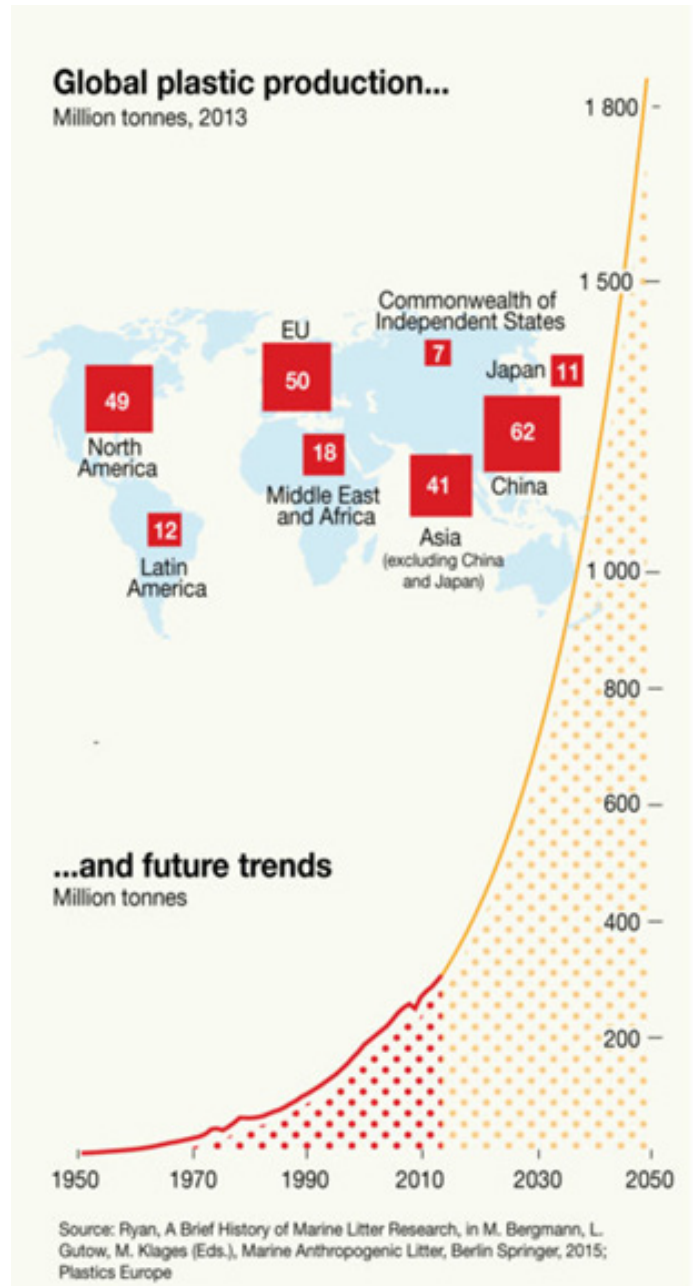 Global plastic production...
Million tonnes, 2013
1 800
1 500
Commonwealth of
Independent States
7
EU
50
Japan 11
49
North
America
62
China
18
Middle East
and Africa
41
Asia
(excluding China
and Japan)
12
Latin
America
1 000
800
600
...and future trends
Million tonnes
400
200
1950 1970 1990 2010 2030 2050
Source: Ryan, A Brief History of Marine Litter Research, in M. Bergmann, L.
Gutow, M. Klages (Eds.), Marine Anthropogenic Litter, Berlin Springer, 2015;
Plastics Europe